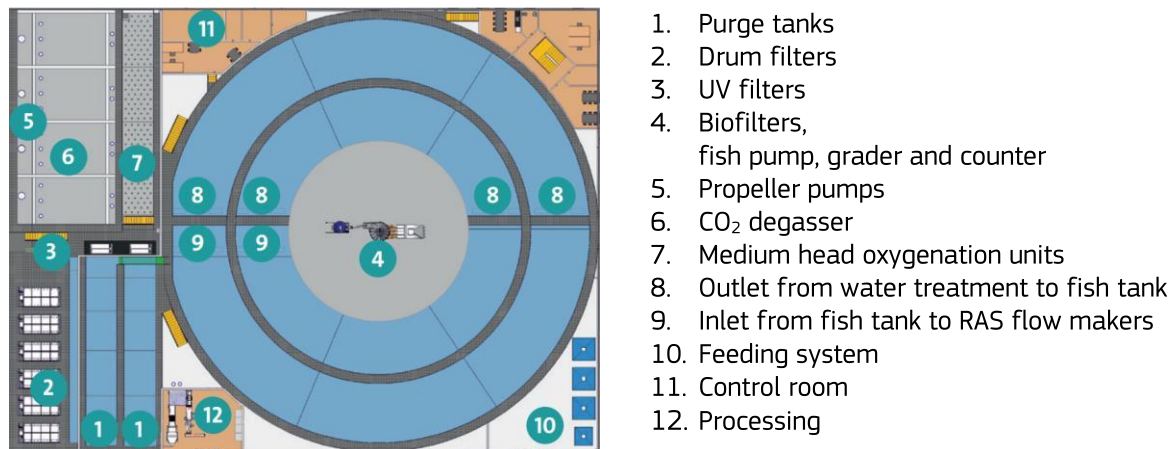 11
5
6
7
8
8
8
8
9
9
3
4
2
1
1
12
10
1. Purge tanks
2. Drum filters
3. UV filters
4. Biofilters,
fish pump, grader and counter
5. Propeller pumps
6. CO₂ degasser
7. Medium head oxygenation units
8. Outlet from water treatment to fish tank
9. Inlet from fish tank to RAS flow makers
10. Feeding system
11. Control room
12. Processing